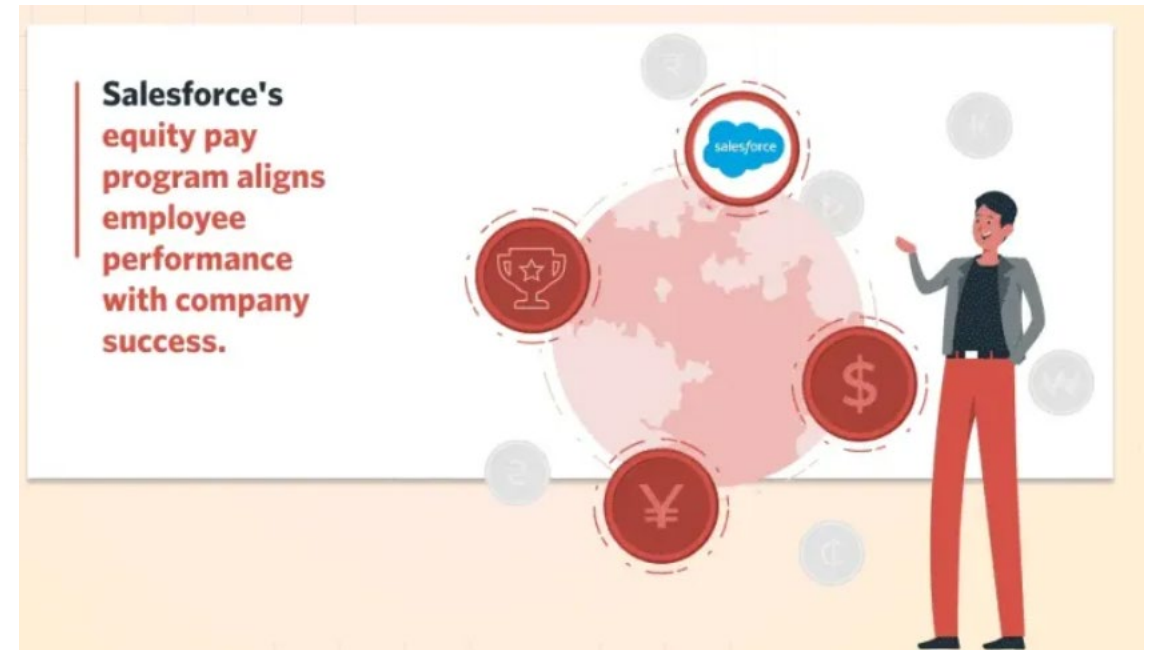 Salesforce's
equity pay
program aligns
employee
performance
with company
success.
salesforce
$
¥